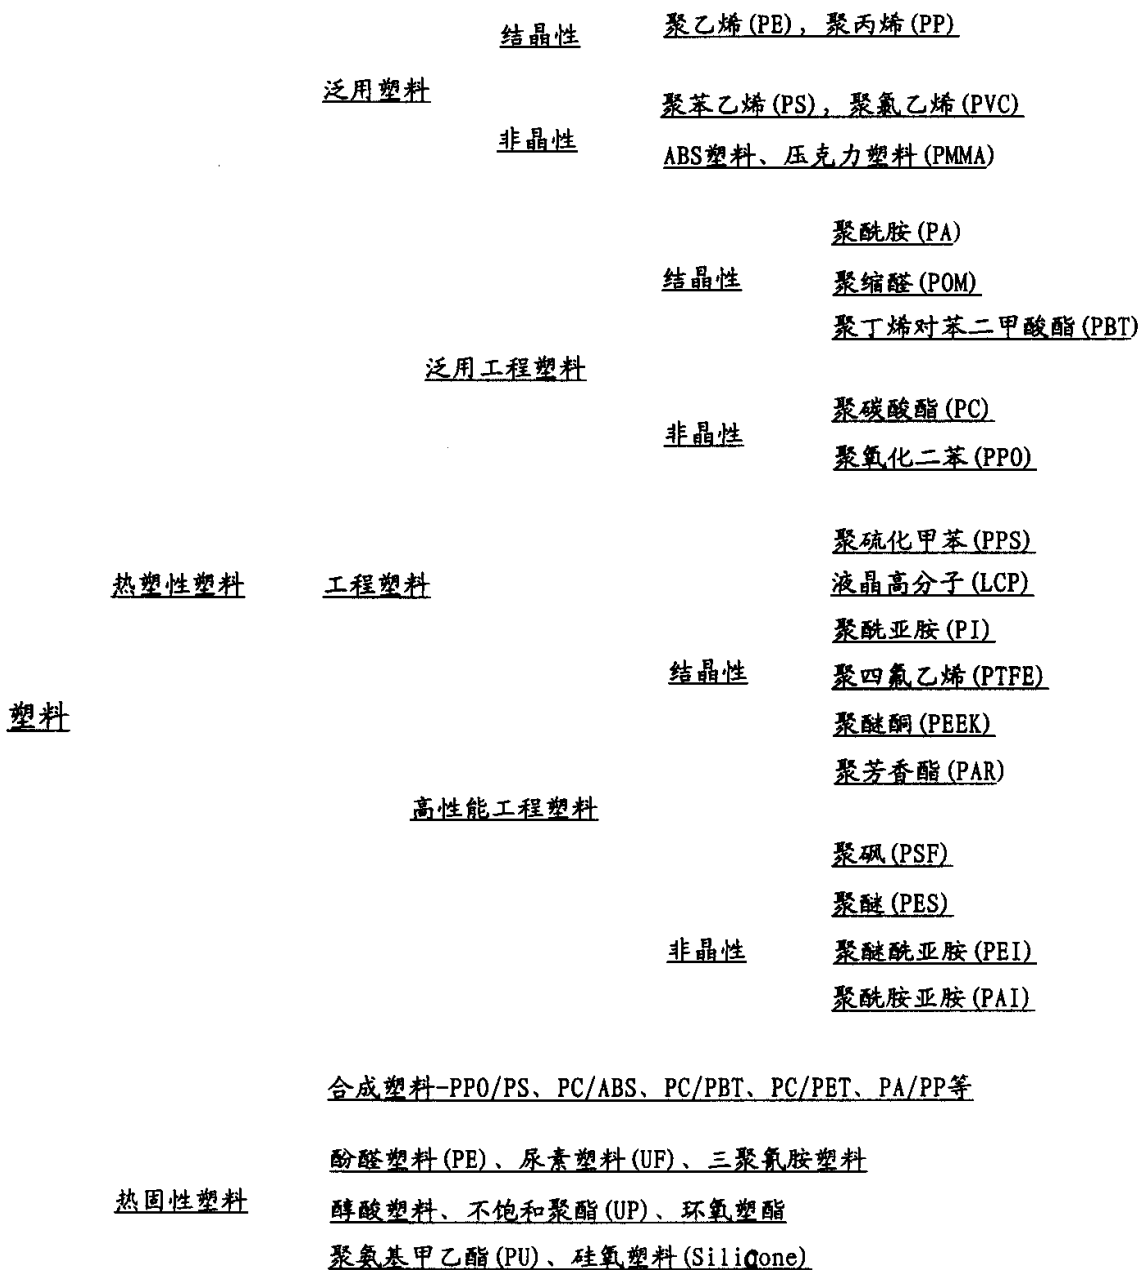 结晶性
聚乙烯(PE), 聚丙烯(PP)
泛用塑料
聚苯乙烯(PS), 聚氯乙烯(PVC)
非晶性
ABS塑料、压克力塑料(PMMA)
聚酰胺(PA)
结晶性
聚缩醛(POM)
聚丁烯对苯二甲酸酯(PBT)
泛用工程塑料
聚碳酸酯(PC)
非晶性
聚氧化二苯(PPO)
聚硫化甲苯(PPS)
热塑性塑料
工程塑料
液晶高分子(LCP)
聚酰亚胺(PI)
结晶性
聚四氟乙烯(PTFE)
塑料
聚醚酮(PEEK)
聚芳香酯(PAR)
高性能工程塑料
聚砜(PSF)
聚醚(PES)
非晶性
聚醚酰亚胺(PEI)
聚酰胺亚胺(PAI)
合成塑料-PPO/PS、PC/ABS、PC/PBT、PC/PET、PA/PP等
酚醛塑料(PE)、尿素塑料(UF)、三聚氰胺塑料
热固性塑料
醇酸塑料、不饱和聚酯(UP)、环氧塑酯
聚氨基甲乙酯(PU)、硅氧塑料(Silicone)